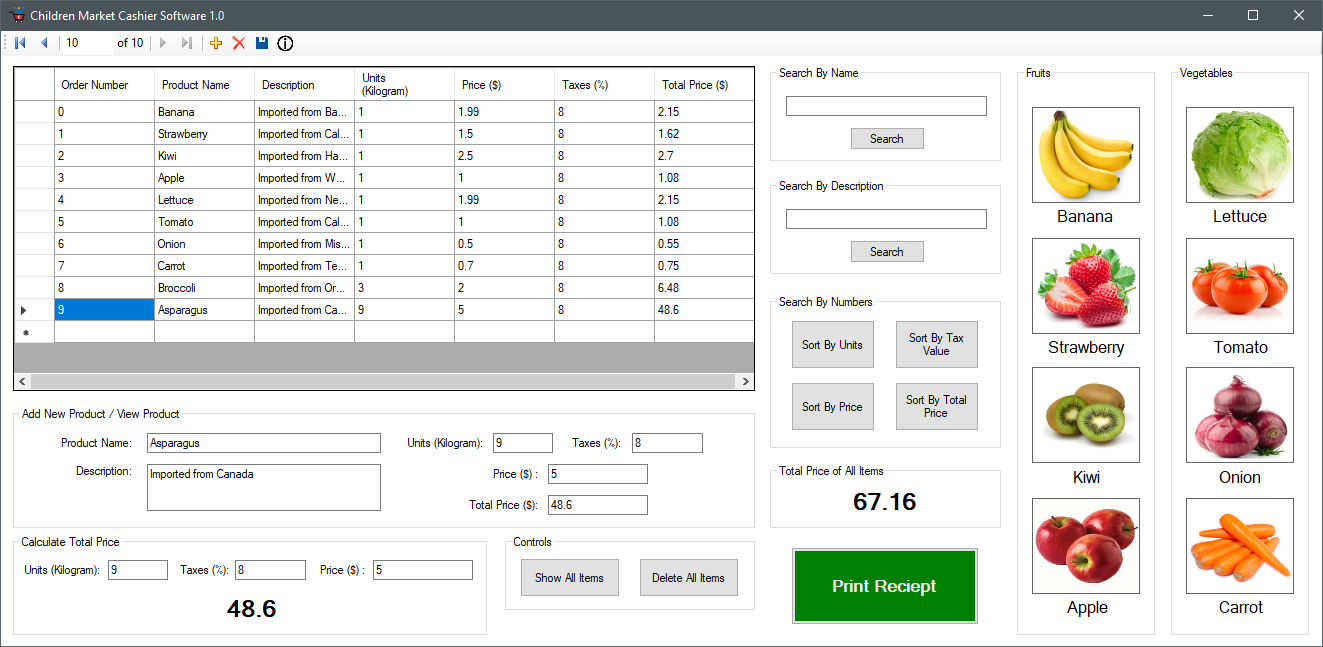 Children Market Cashier Software 1.0
10 of 10
Order Number Product Name Description Units (Kilogram) Price ($) Taxes (%) Total Price ($)
0 Banana Imported from Ba... 1 1.99 8 2.15
1 Strawberry Imported from Cal... 1 1.5 8 1.62
2 Kiwi Imported from Ha... 1 2.5 8 2.7
3 Apple Imported from W... 1 1 8 1.08
4 Lettuce Imported from Ne... 1 1.99 8 2.15
5 Tomato Imported from Cal... 1 1 8 1.08
6 Onion Imported from Mis... 1 0.5 8 0.55
7 Carrot Imported from Te... 1 0.7 8 0.75
8 Broccoli Imported from Or... 3 2 8 6.48
9 Asparagus Imported from Ca... 9 5 8 48.6
Add New Product / View Product
Product Name: Asparagus Units (Kilogram): 9 Taxes (%): 8
Description: Imported from Canada Price ($) : 5
Total Price ($): 48.6
Calculate Total Price
Units (Kilogram): 9 Taxes (%): 8 Price ($) : 5
48.6
Controls
Show All Items Delete All Items
Search By Name
Search
Search By Description
Search
Search By Numbers
Sort By Units
Sort By Tax
Value
Sort By Price
Sort By Total
Price
Total Price of All Items
67.16
Print Reciept
Fruits
Banana
Strawberry
Kiwi
Apple
Vegetables
Lettuce
Tomato
Onion
Carrot